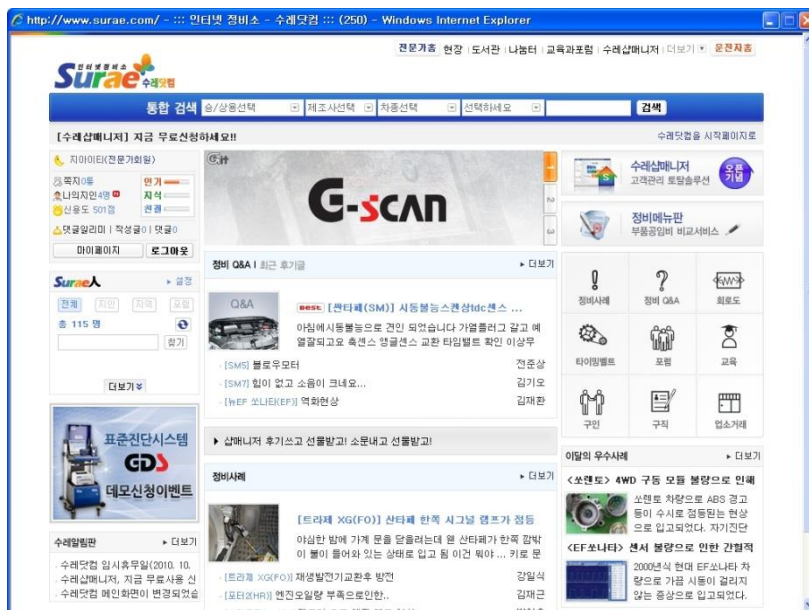 http://www.surae.com/ - ::: 인터넷 정비소 - 수레닷컴 ::: (250) - Windows Internet Explorer
전문가홈 현장 | 도서관 | 나눔터 | 교육과포럼 | 수레샵매니저 | 더보기 운전자홈
인터넷정비소
Surae 수레닷컴
통합 검색 승/상용선택 제조사선택 차종선택 선택하세요 검색
[수레샵매니저] 지금 무료신청하세요!! 수레닷컴을 시작페이지로
지아이티(전문가회원)
쪽지0통 인기
나의지인4명 지식
신용도 501점 친절
댓글알리미 | 작성글0 | 댓글0
마이페이지 로그아웃
Surae人 설정
전체 지인 지역 포럼
총 115 명
찾기
더보기
표준진단시스템
GDS
데모신청이벤트
수레알림판 더보기
· 수레닷컴 임시휴무일(2010. 10.
· 수레샵매니저, 지금 무료사용 신
· 수레닷컴 메인화면이 변경되었습
G.it
G-SCAN
1
2
3
정비 Q&A | 최근 후기글 더보기
Q&A
Best [싼타페(SM)] 시동불능스캔상tdc센스 ...
아침에시동불능으로 견인 되었습니다 가열플러그 갈고 예
열잘되고요 축센스 앵글센스 교환 타임벨트 확인 이상무
· [SM5] 블로우모터 전준상
· [SM7] 힘이 없고 소음이 크네요... 김기오
· [뉴EF 쏘나타(EF)] 역화현상 김재환
샵매니저 후기쓰고 선물받고! 소문내고 선물받고!
정비사례 더보기
[트라제 XG(FO)] 산타페 한쪽 시그널 램프가 점등
야심한 밤에 가게 문을 닫을려는데 웬 산타페가 한쪽 깜박
이 불이 들어와 있는 상태로 입고 됨 이건 뭐야 ... 키로 문
· [트라제 XG(FO)] 재생발전기교환후 방전 강일식
· [포터2(HR)] 엔진오일량 부족으로인한.. 김재근
수레샵매니저
고객관리 토탈솔루션
오픈
기념
정비메뉴판
부품공임비 비교서비스
정비사례 정비 Q&A 회로도
타이밍벨트 포럼 교육
구인 구직 업소거래
이달의 우수사례 더보기
<쏘렌토> 4WD 구동 모듈 불량으로 인해
쏘렌토 차량으로 ABS 경고
등이 수시로 점등된는 현상
으로 입고되었다. 자기진단
<EF쏘나타> 센서 불량으로 인한 간헐적
2000년식 현대 EF쏘나타 차
량으로 가끔 시동이 걸리지
않는 증상으로 입고되었다.